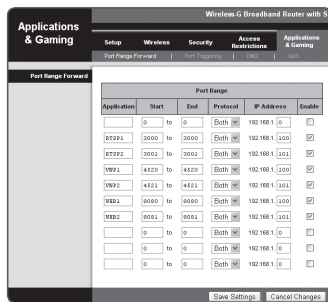 Wireless-G Broadband Router with S
Applications & Gaming
Setup Wireless Security Access Restrictions Applications & Gaming
Port Range Forward | Port Triggering | DMZ | QoS
Port Range Forward
Port Range
Application Start End Protocol IP Address Enable
0 to 0 Both 192.168.1. 0
RTSP1 3000 to 3000 Both 192.168.1. 100
RTSP2 3001 to 3001 Both 192.168.1. 101
VNP1 4520 to 4520 Both 192.168.1. 100
VNP2 4521 to 4521 Both 192.168.1. 101
WEB1 8080 to 8080 Both 192.168.1. 100
WEB2 8081 to 8081 Both 192.168.1. 101
0 to 0 Both 192.168.1. 0
0 to 0 Both 192.168.1. 0
0 to 0 Both 192.168.1. 0
Save Settings Cancel Changes